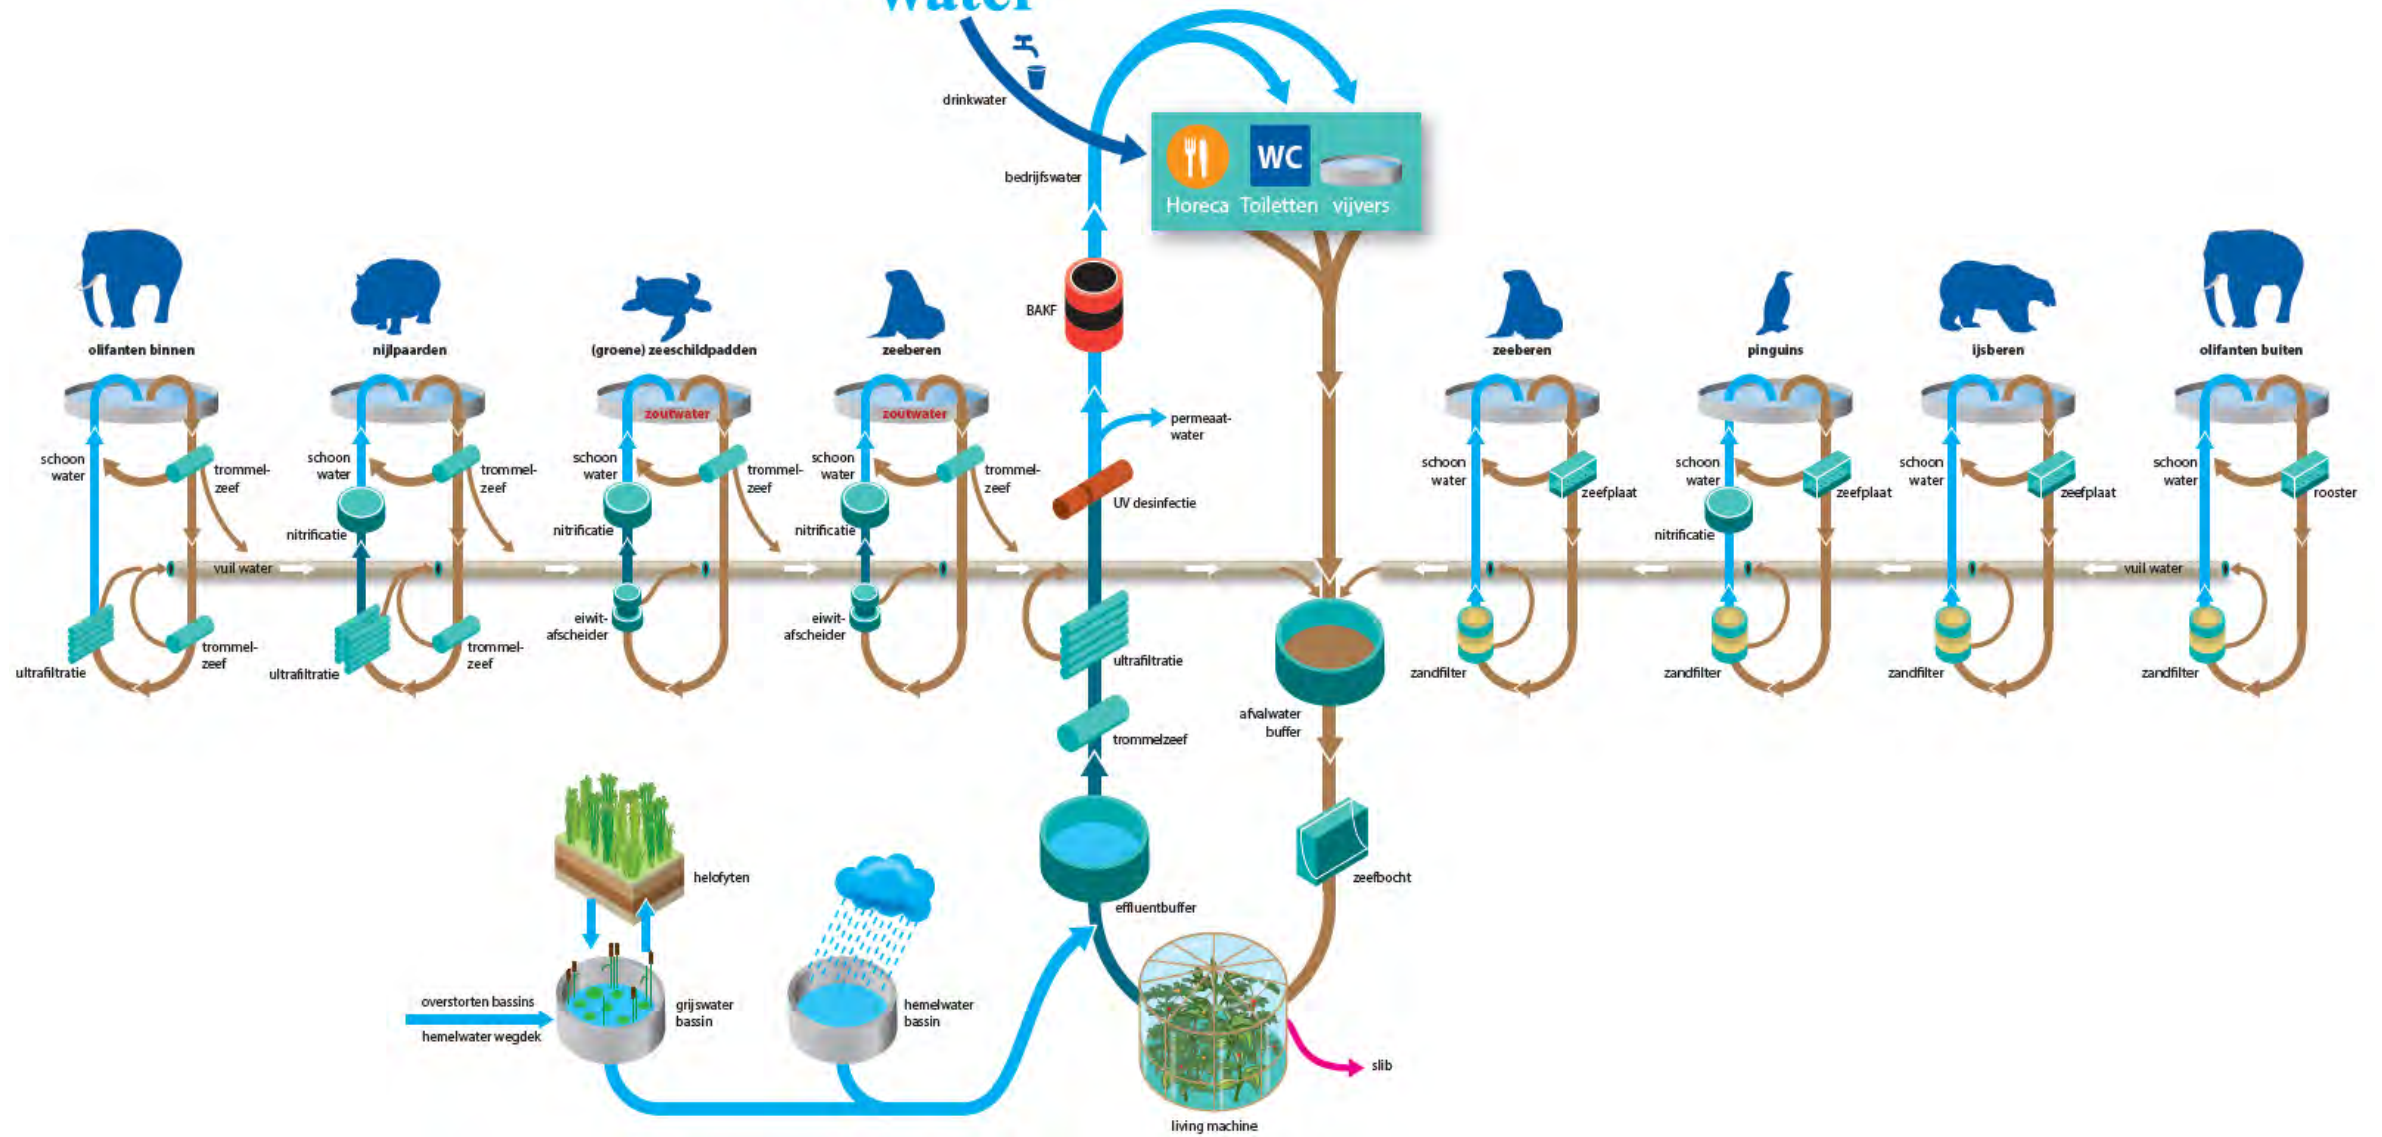 water
drinkwater
bedrijfswater
WC
Horeca Toiletten vijvers
BAKF
olifanten binnen
nijlpaarden
(groene) zeeschildpadden
zeeberen
zeeberen
pinguins
ijsberen
olifanten buiten
zoutwater
zoutwater
permeaat-
water
schoon
water
trommel-
zeef
schoon
water
trommel-
zeef
schoon
water
trommel-
zeef
schoon
water
trommel-
zeef
schoon
water
zeefplaat
schoon
water
zeefplaat
schoon
water
zeefplaat
schoon
water
rooster
UV desinfectie
nitrificatie
nitrificatie
nitrificatie
nitrificatie
vuil water
vuil water
eiwit-
afscheider
eiwit-
afscheider
ultrafiltratie
trommel-
zeef
ultrafiltratie
trommel-
zeef
ultrafiltratie
zandfilter
zandfilter
zandfilter
zandfilter
afvalwater
buffer
trommelzeef
helofyten
zeefbocht
effluentbuffer
overstorten bassins
hemelwater wegdek
grijswater
bassin
hemelwater
bassin
slib
living machine